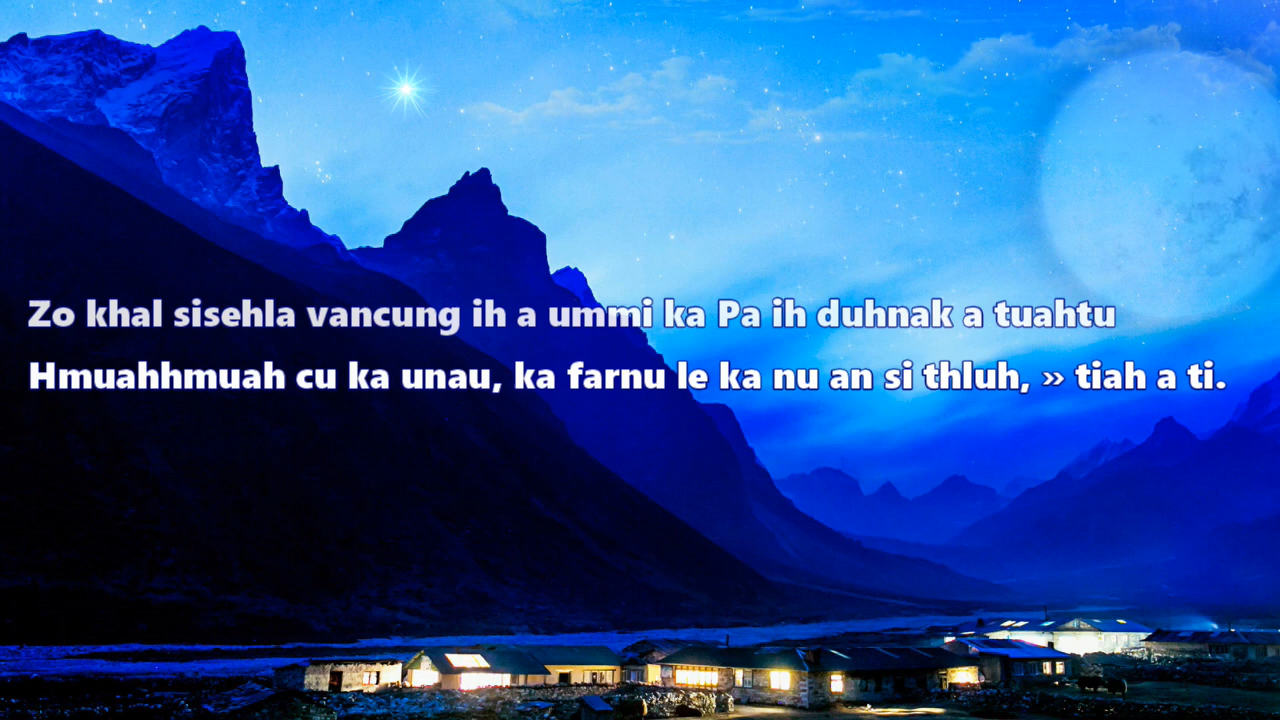 Zo khal sisehla vancung ih a ummi ka Pa ih duhnak a tuahtu
Hmuahhmuah cu ka unau, ka farnu le ka nu an si thluh, » tiah a ti.